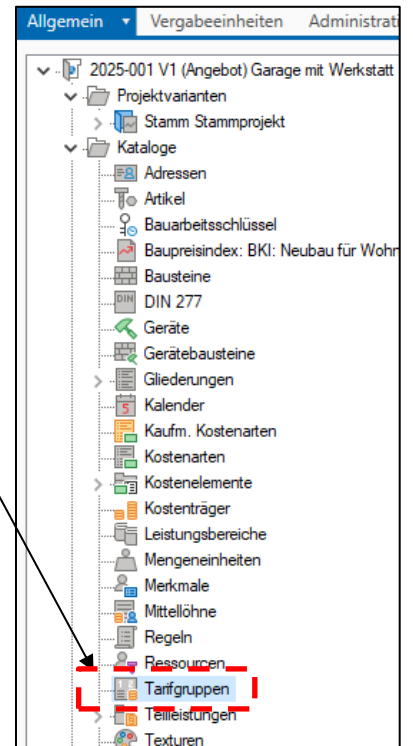 Allgemein Vergabeeinheiten Administrati
2025-001 V1 (Angebot) Garage mit Werkstatt
Projektvarianten
Stamm Stammprojekt
Kataloge
Adressen
Artikel
Bauarbeitsschlüssel
Baupreisindex: BKI: Neubau für Wohn
Bausteine
DIN DIN 277
Geräte
Gerätebausteine
Gliederungen
5 Kalender
Kaufm. Kostenarten
Kostenarten
Kostenelemente
Kostenträger
Leistungsbereiche
Mengeneinheiten
Merkmale
Mittellöhne
Regeln
Ressourcen
Tarifgruppen
Teilleistungen
Texturen